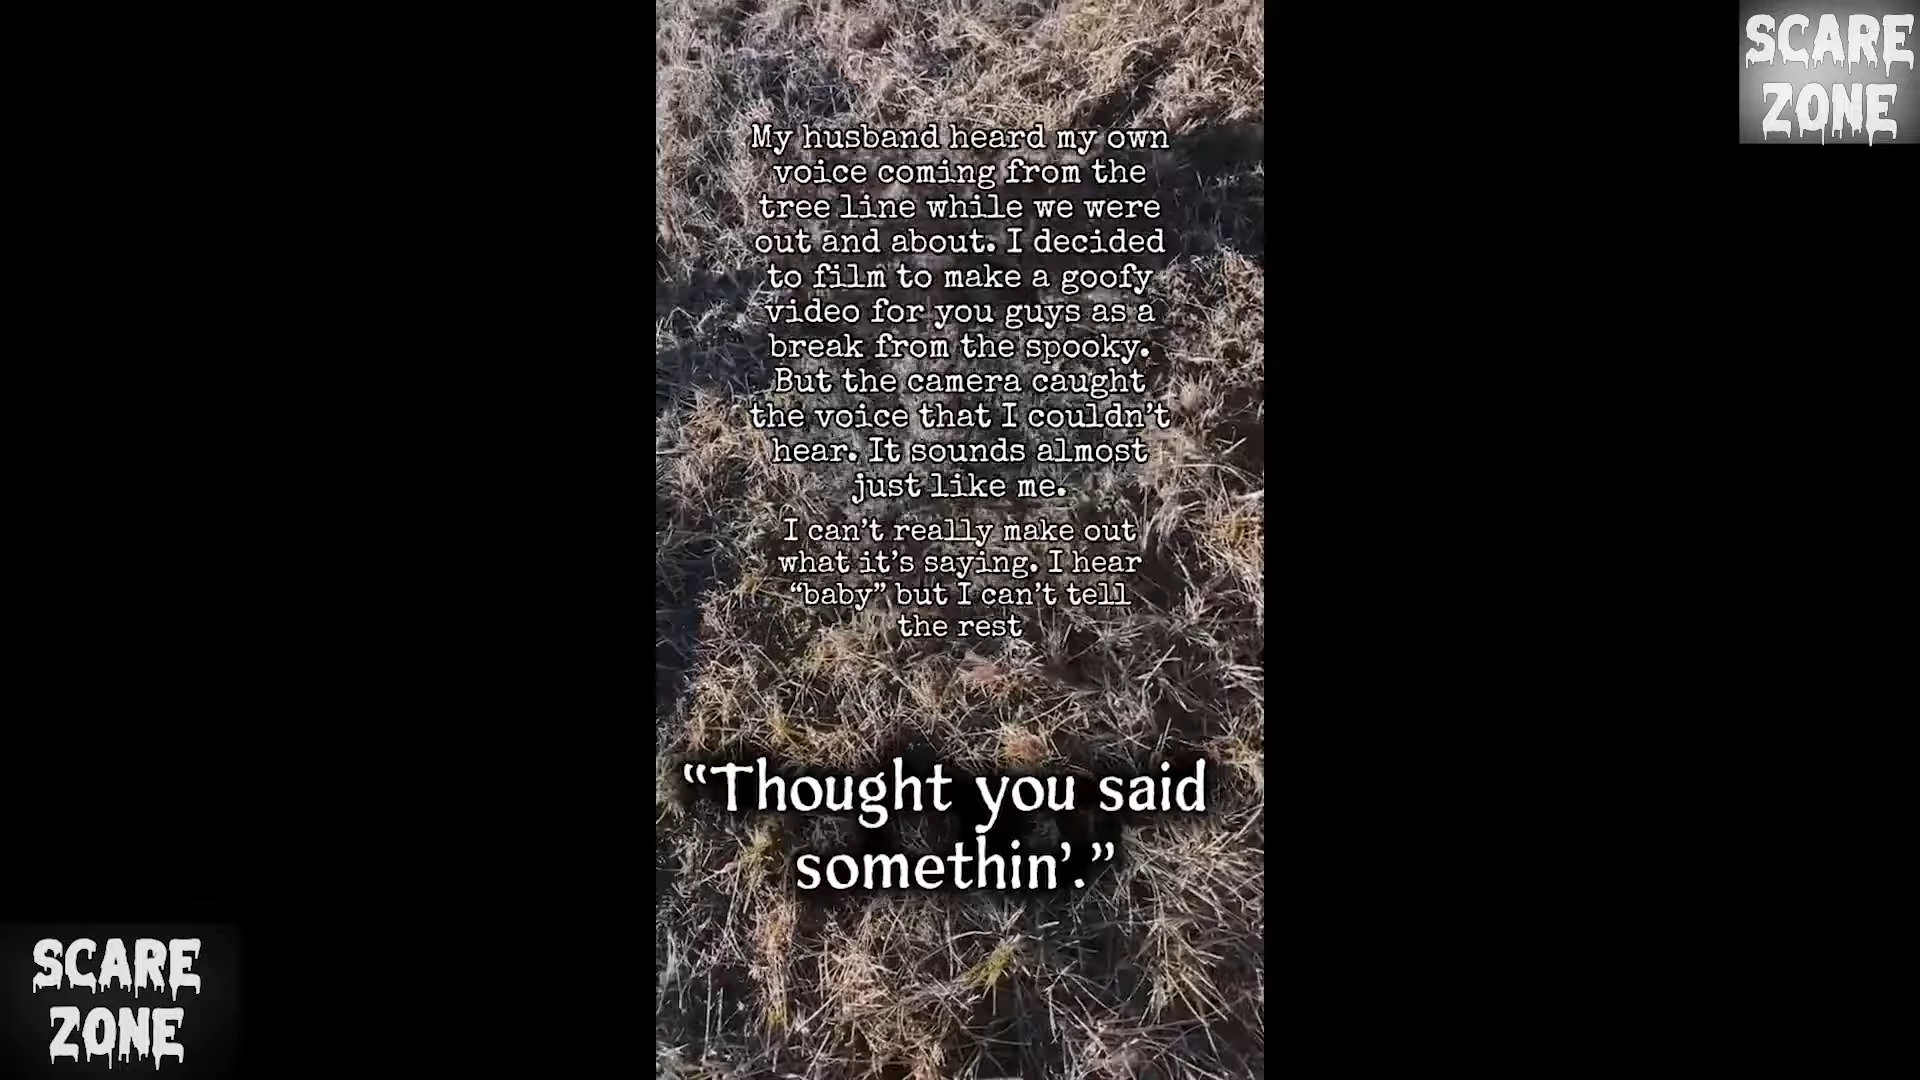 SCARE
ZONE
My husband heard my own
voice coming from the
tree line while we were
out and about. I decided
to film to make a goofy
video for you guys as a
break from the spooky.
But the camera caught
the voice that I couldn't
hear. It sounds almost
just like me.
I can't really make out
what it's saying. I hear
“baby” but I can't tell
the rest
“Thought you said
somethin'.”
SCARE
ZONE